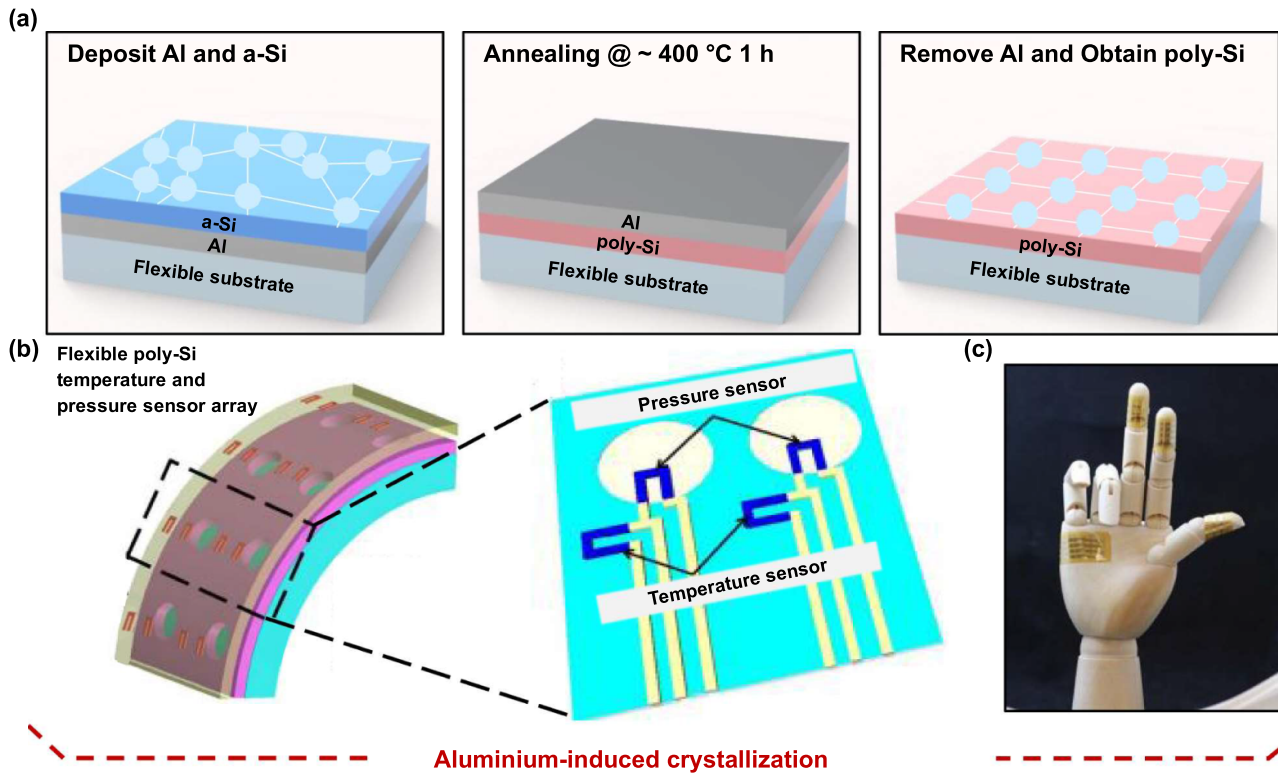 (a)
Deposit Al and a-Si
a-Si
Al
Flexible substrate
Annealing @ ~ 400 °C 1 h
Al
poly-Si
Flexible substrate
Remove Al and Obtain poly-Si
poly-Si
Flexible substrate
(b)
Flexible poly-Si
temperature and
pressure sensor array
Pressure sensor
Temperature sensor
(c)
Aluminium-induced crystallization